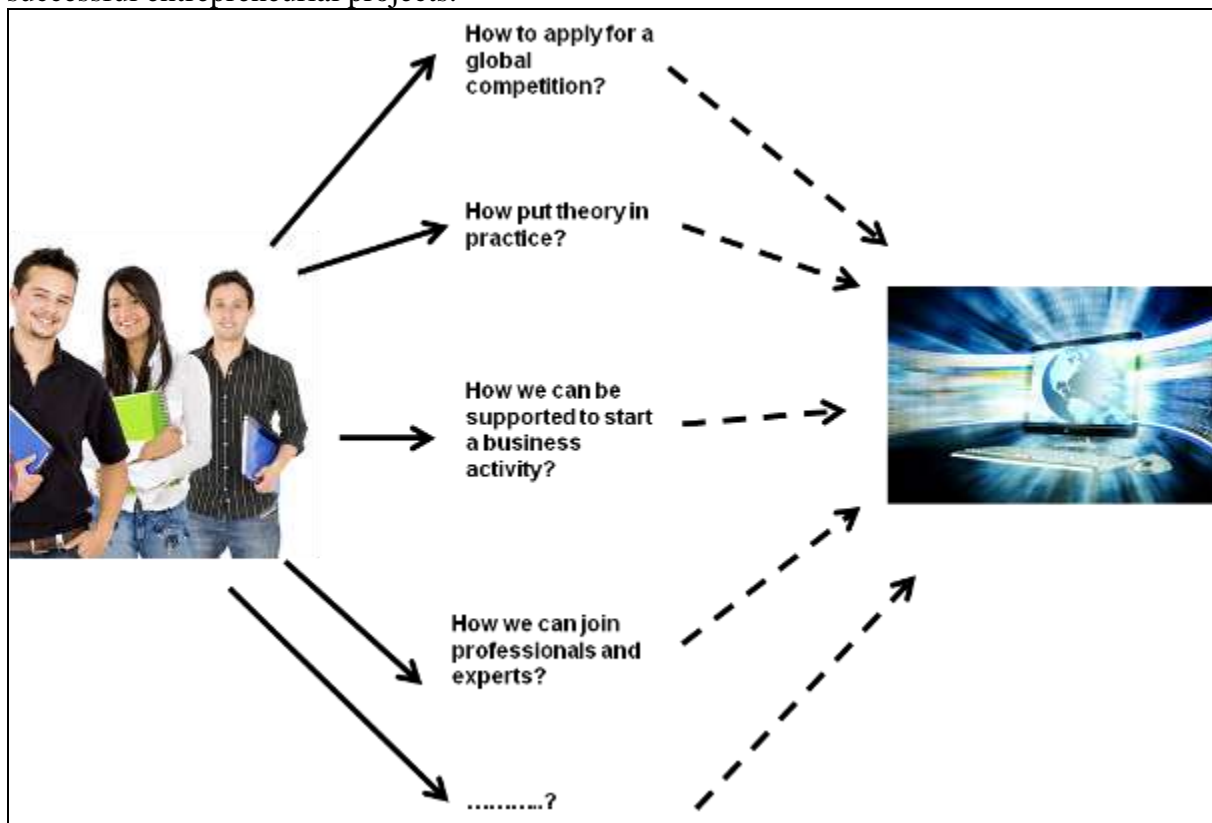 successful entrepreneurial projects.
How to apply for a
global
competition?
How put theory in
practice?
How we can be
supported to start
a business
activity?
How we can join
professionals and
experts?
………..?